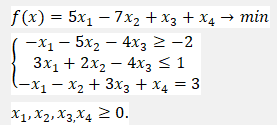 f(x) = 5x₁ − 7x₂ + x₃ + x₄ → min
−x₁ − 5x₂ − 4x₃ ≥ −2
3x₁ + 2x₂ − 4x₃ ≤ 1
−x₁ − x₂ + 3x₃ + x₄ = 3
x₁, x₂, x₃, x₄ ≥ 0.